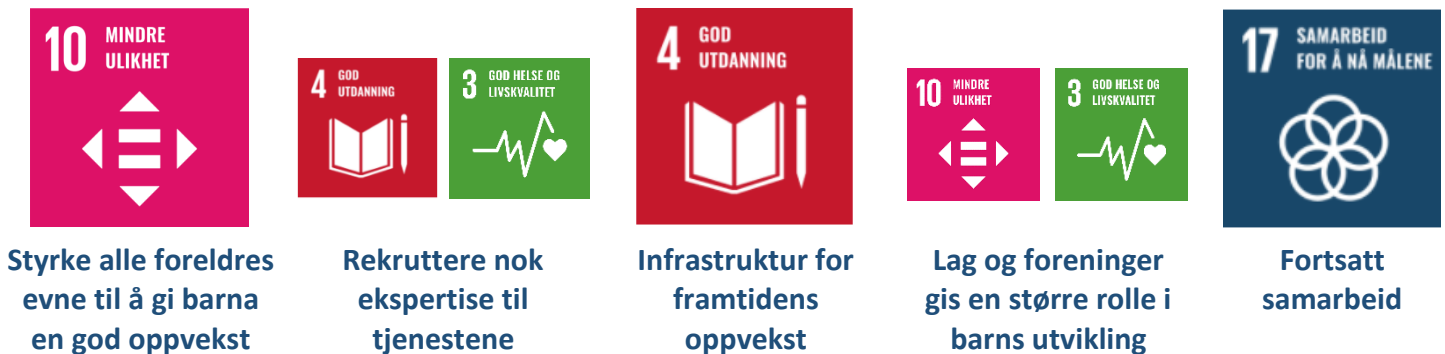 10 MINDRE
ULIKHET
Styrke alle foreldres
evne til å gi barna
en god oppvekst
4 GOD
UTDANNING
3 GOD HELSE OG
LIVSKVALITET
Rekruttere nok
ekspertise til
tjenestene
4 GOD
UTDANNING
Infrastruktur for
framtidens
oppvekst
10 MINDRE
ULIKHET
3 GOD HELSE OG
LIVSKVALITET
Lag og foreninger
gis en større rolle i
barns utvikling
17 SAMARBEID
FOR Å NÅ MÅLENE
Fortsatt
samarbeid